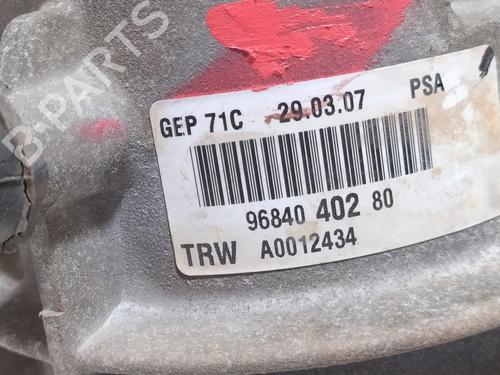 B-PARTS
GEP 71C 29.03.07 PSA
96840 402 80
TRW A0012434